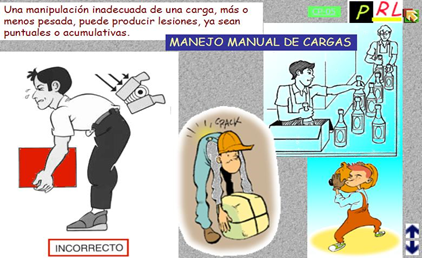 Una manipulación inadecuada de una carga, más o
menos pesada, puede producir lesiones, ya sean
puntuales o acumulativas.
PRL
MANEJO MANUAL DE CARGAS
CRACK
INCORRECTO